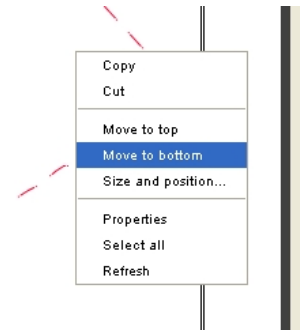 Copy
Cut
Move to top
Move to bottom
Size and position...
Properties
Select all
Refresh